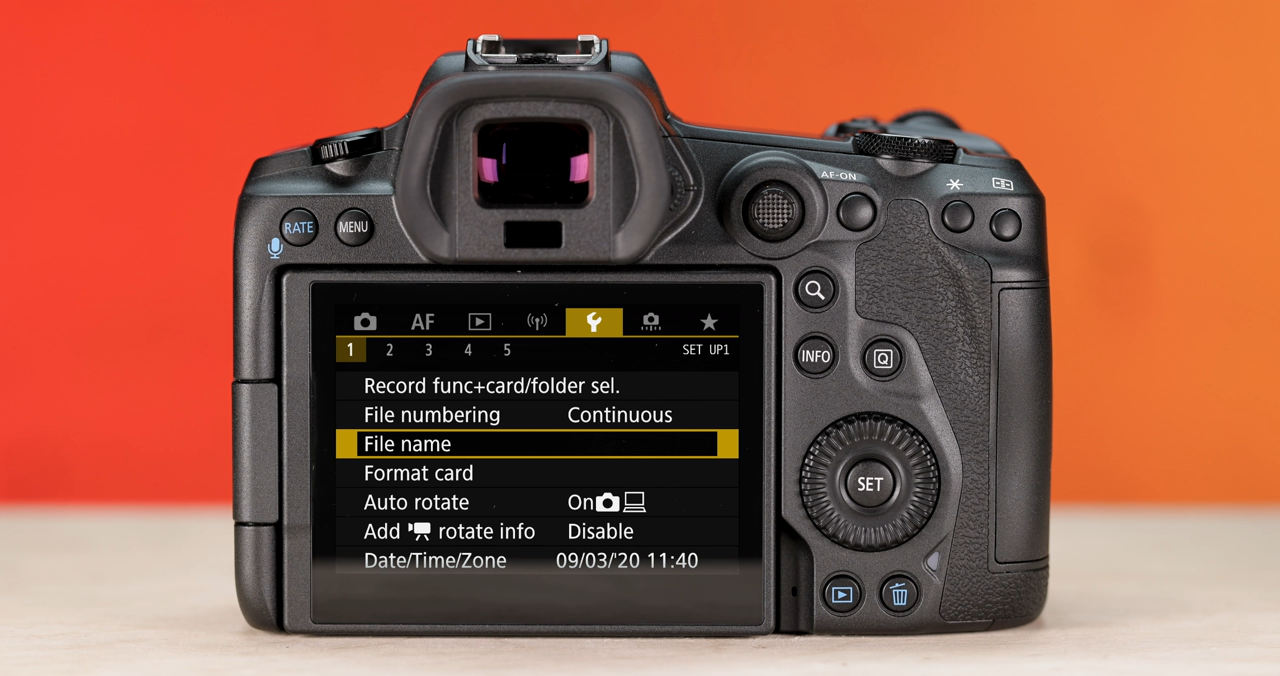 AF-ON
RATE
MENU
INFO
Q
SET
AF
1 2 3 4 5 SET UP1
Record func+card/folder sel.
File numbering Continuous
File name
Format card
Auto rotate On
Add rotate info Disable
Date/Time/Zone 09/03/'20 11:40